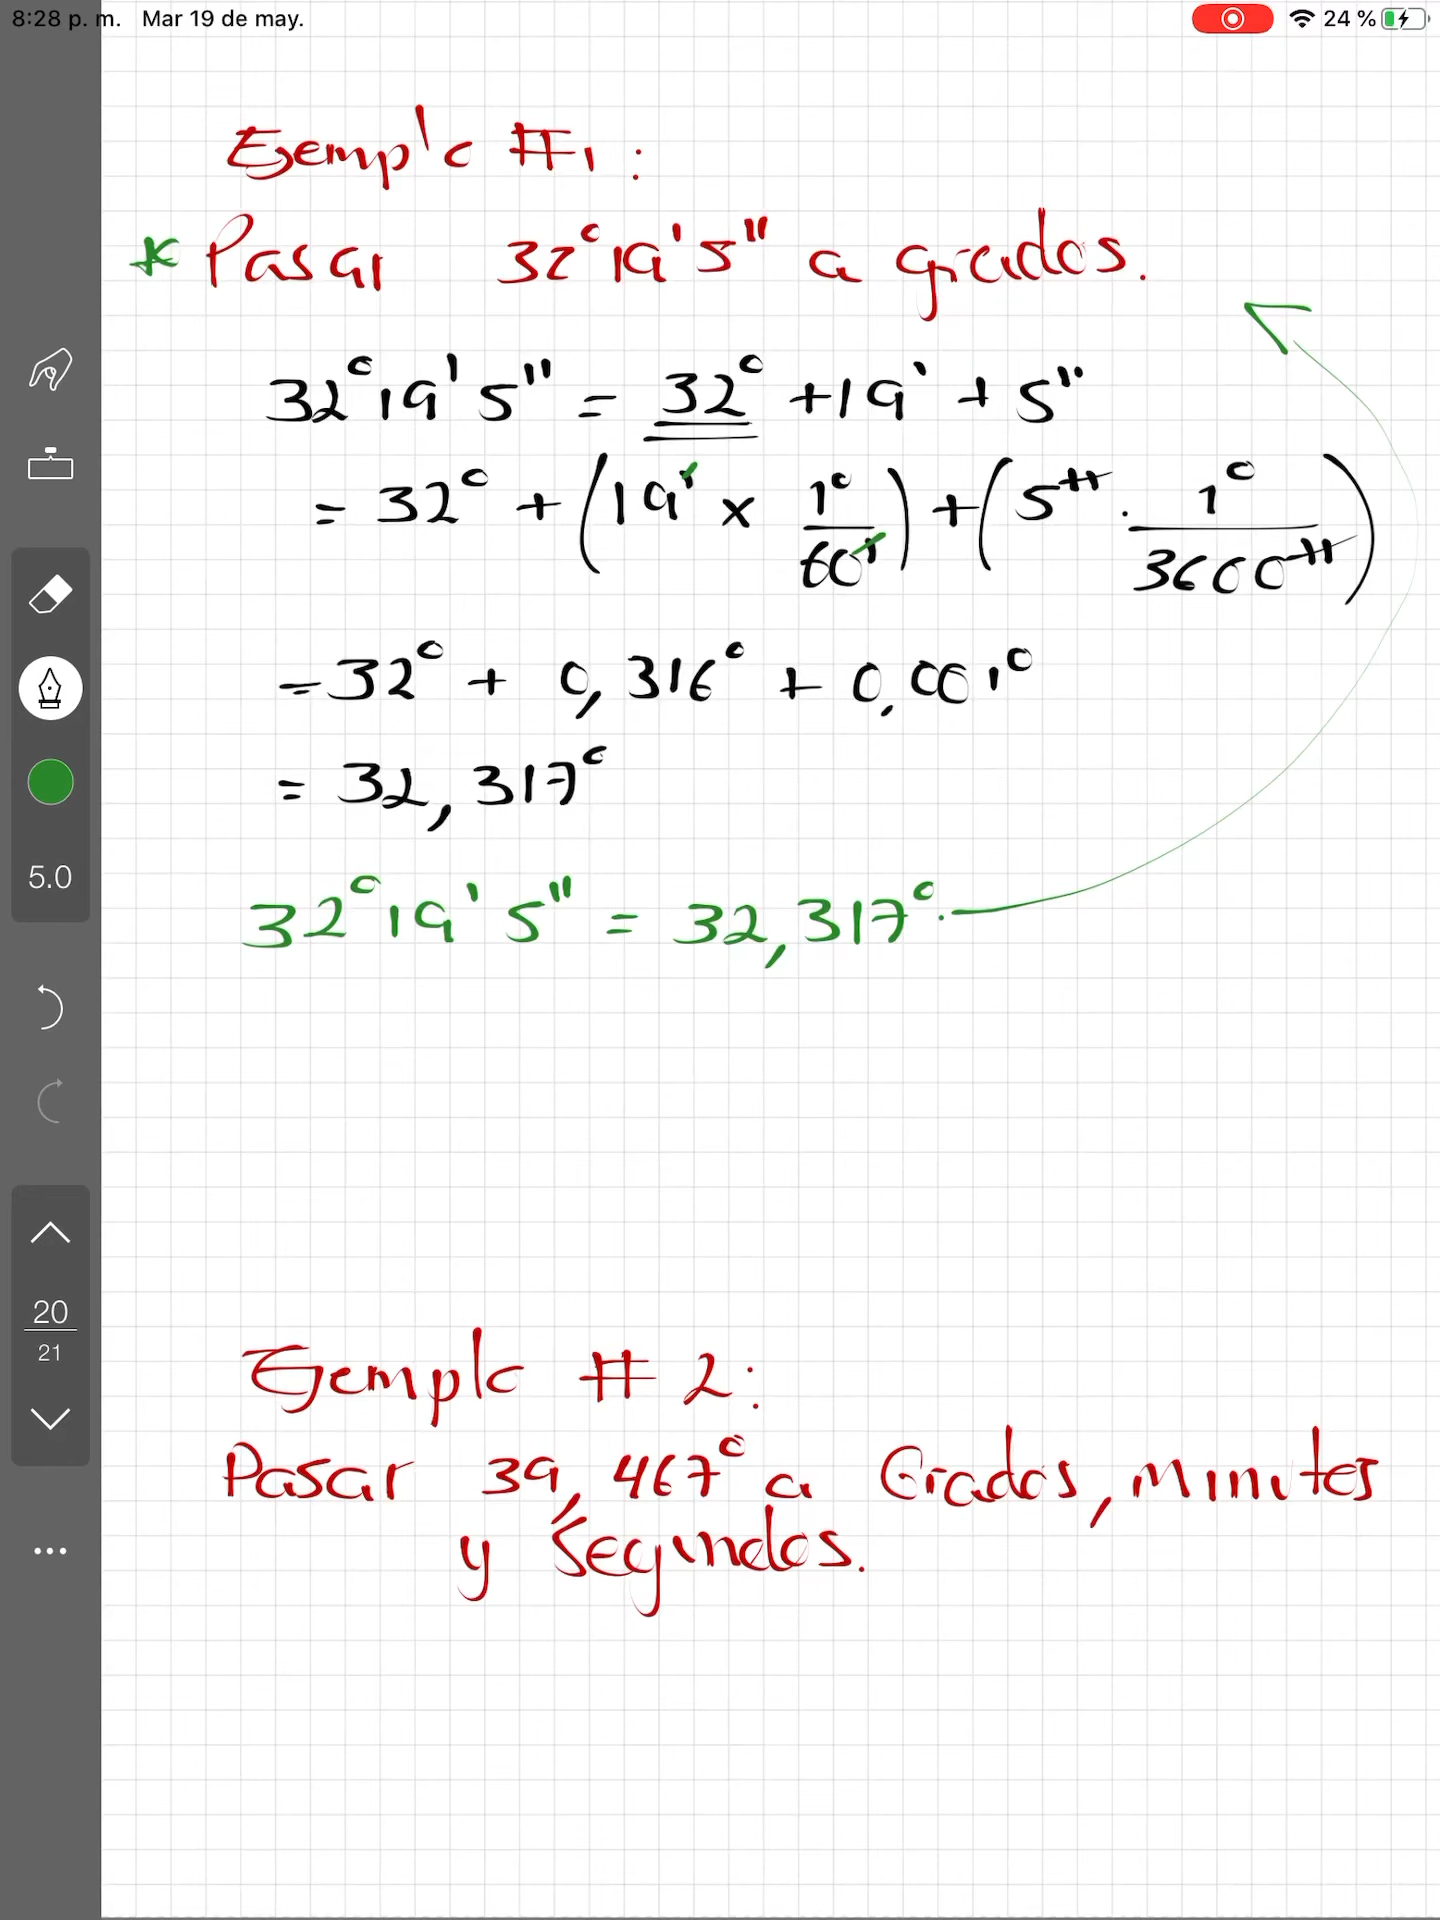 8:28 p. m. Mar 19 de may. 24 %
Ejemplo #1:
* Pasar 32°19'5" a grados.
32°19'5" = 32° + 19' + 5"
= 32° + (19' x 1°/60') + (5" . 1°/3600")
= 32° + 0,316° + 0,001°
= 32,317°
32°19'5" = 32,317°.
5.0
20
21
Ejemplo # 2:
Pasar 39,467° a Grados, minutos
y segundos.